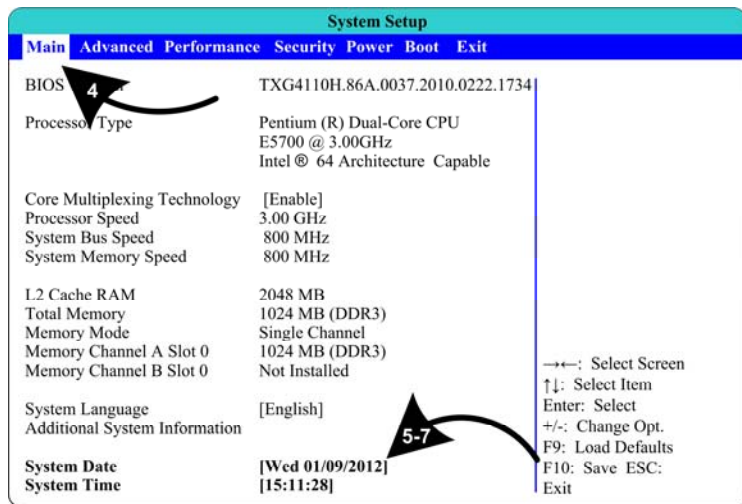 System Setup
Main Advanced Performance Security Power Boot Exit
4
BIOS TXG4110H.86A.0037.2010.0222.1734
Processor Type Pentium (R) Dual-Core CPU
E5700 @ 3.00GHz
Intel ® 64 Architecture Capable
Core Multiplexing Technology [Enable]
Processor Speed 3.00 GHz
System Bus Speed 800 MHz
System Memory Speed 800 MHz
L2 Cache RAM 2048 MB
Total Memory 1024 MB (DDR3)
Memory Mode Single Channel
Memory Channel A Slot 0 1024 MB (DDR3)
Memory Channel B Slot 0 Not Installed
System Language [English]
Additional System Information
5-7
System Date [Wed 01/09/2012]
System Time [15:11:28]
→←: Select Screen
↑↓: Select Item
Enter: Select
+/-: Change Opt.
F9: Load Defaults
F10: Save ESC:
Exit